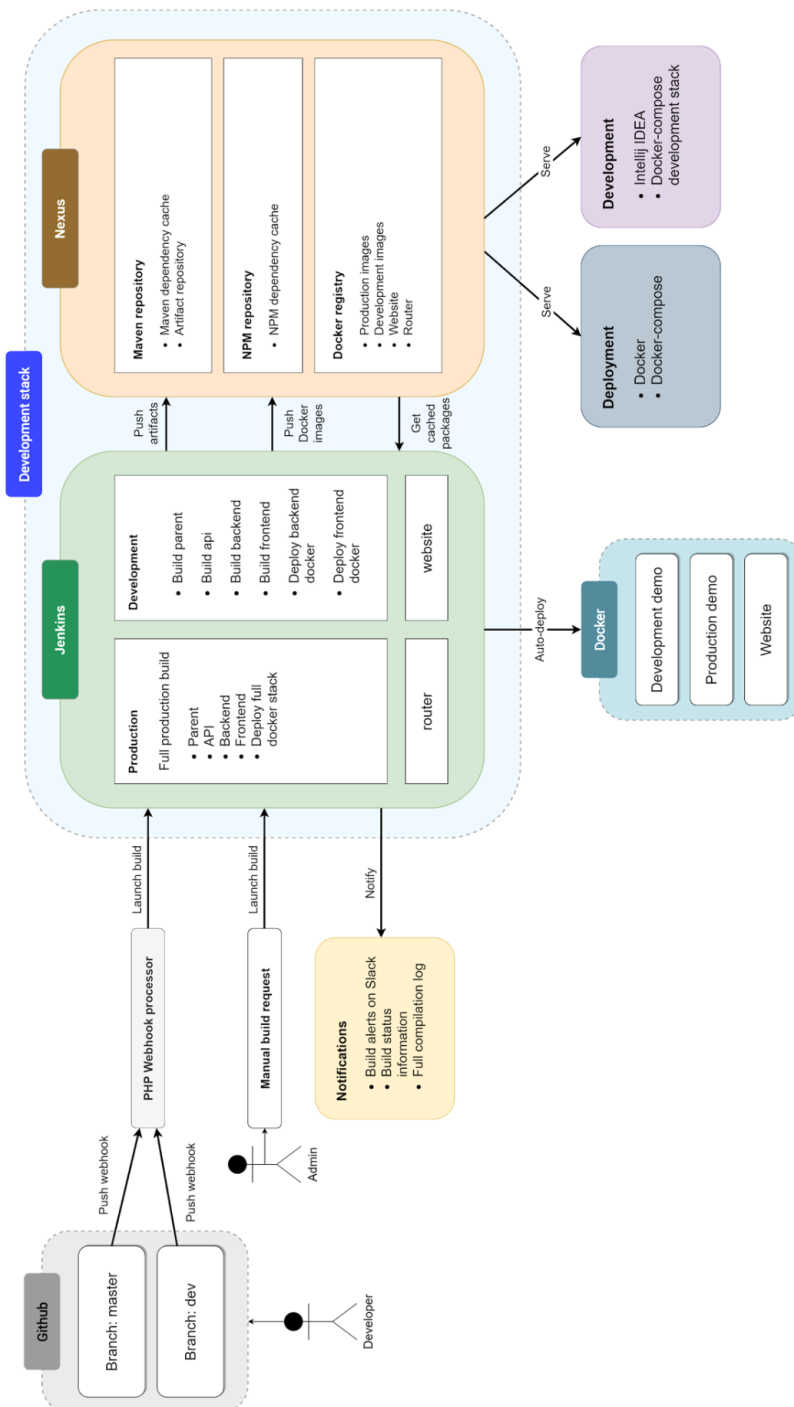 Development stack
Github
Branch: master
Branch: dev
Developer
Push webhook
Push webhook
PHP Webhook processor
Admin
Manual build request
Launch build
Launch build
Notify
Notifications
• Build alerts on Slack
• Build status
information
• Full compilation log
Jenkins
Production
Full production build
• Parent
• API
• Backend
• Frontend
• Deploy full
docker stack
Development
• Build parent
• Build api
• Build backend
• Build frontend
• Deploy backend
docker
• Deploy frontend
docker
router
website
Push
artifacts
Push
Docker
images
Get
cached
packages
Nexus
Maven repository
• Maven dependency cache
• Artifact repository
NPM repository
• NPM dependency cache
Docker registry
• Production images
• Development images
• Website
• Router
Auto-deploy
Docker
Development demo
Production demo
Website
Serve
Serve
Deployment
• Docker
• Docker-compose
Development
• Intellij IDEA
• Docker-compose
development stack